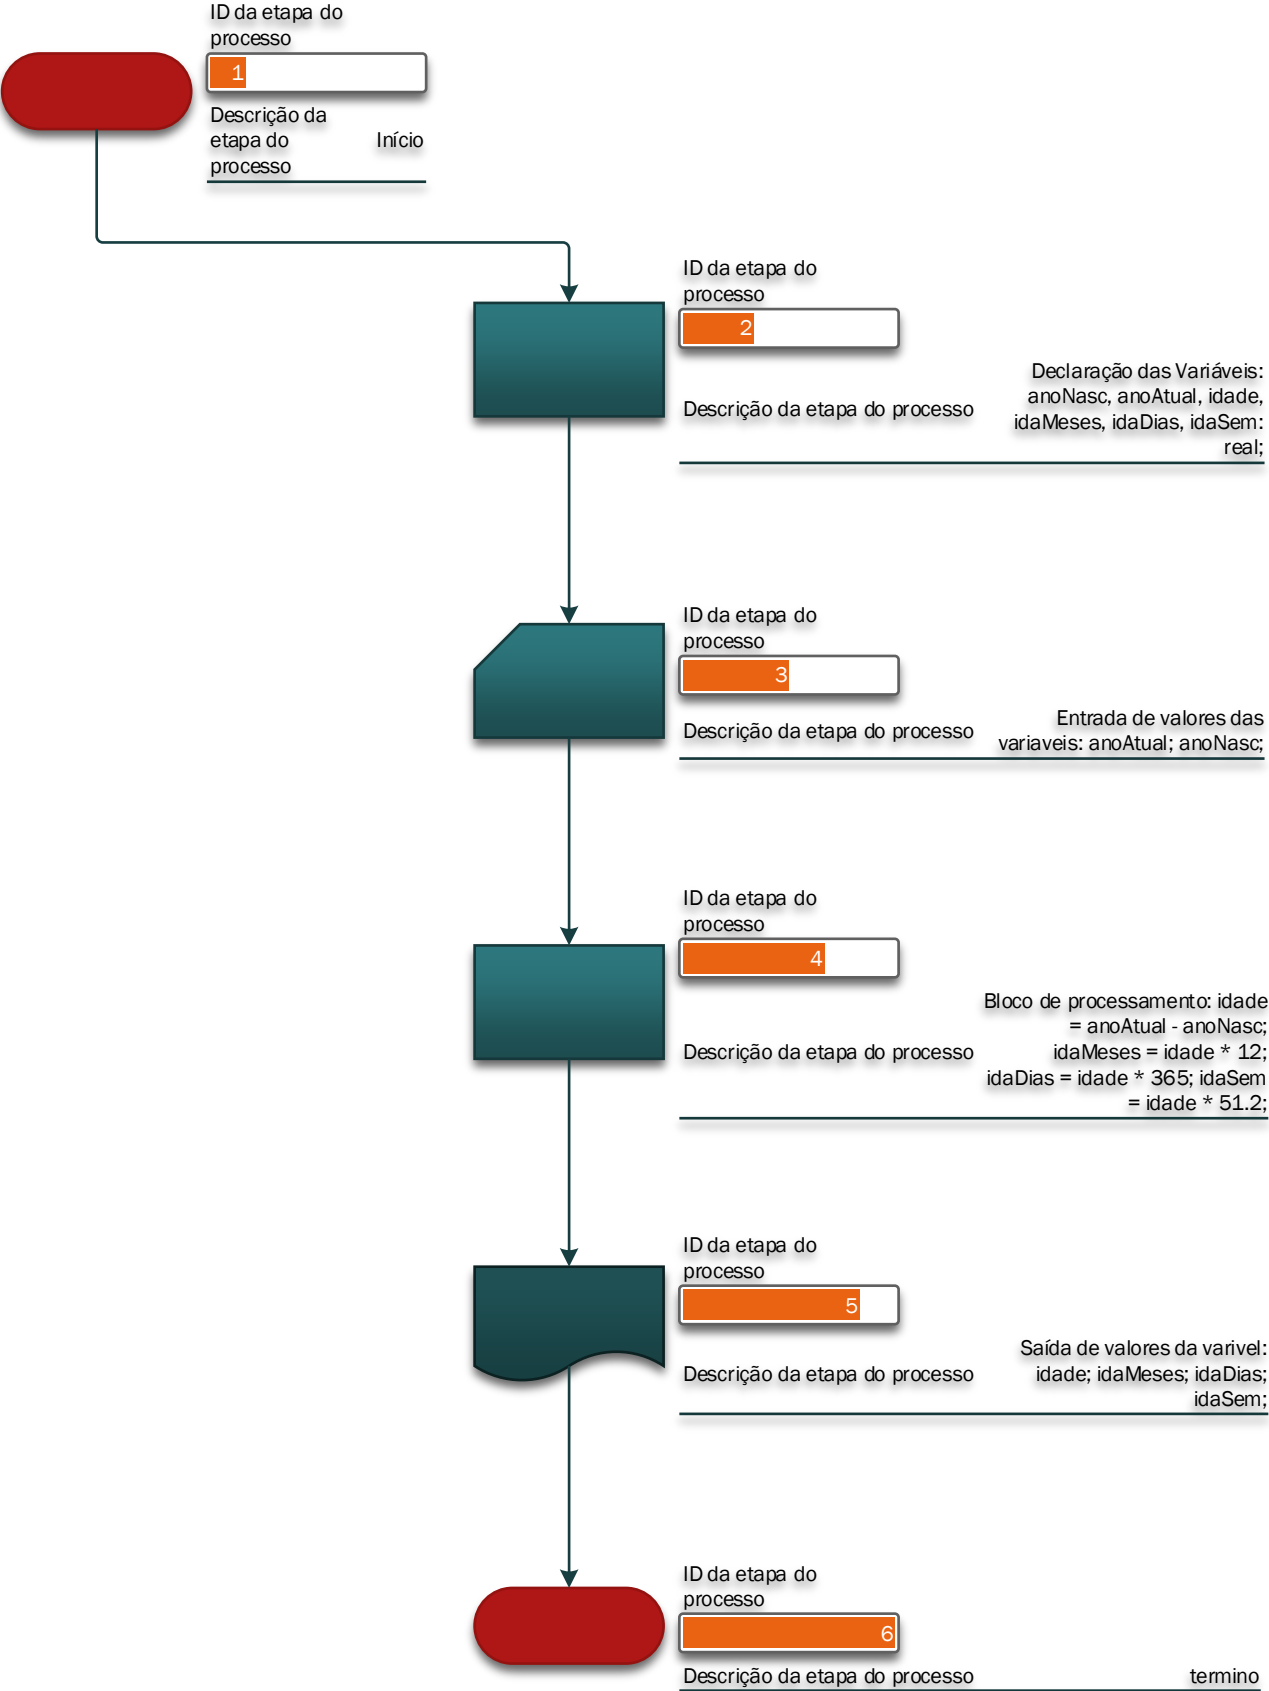 ID da etapa do
processo
1
Descrição da
etapa do
processo
Início
ID da etapa do
processo
2
Descrição da etapa do processo
Declaração das Variáveis:
anoNasc, anoAtual, idade,
idaMeses, idaDias, idaSem:
real;
ID da etapa do
processo
3
Descrição da etapa do processo
Entrada de valores das
variaveis: anoAtual; anoNasc;
ID da etapa do
processo
4
Descrição da etapa do processo
Bloco de processamento: idade
= anoAtual - anoNasc;
idaMeses = idade * 12;
idaDias = idade * 365; idaSem
= idade * 51.2;
ID da etapa do
processo
5
Descrição da etapa do processo
Saída de valores da varivel:
idade; idaMeses; idaDias;
idaSem;
ID da etapa do
processo
6
Descrição da etapa do processo
termino